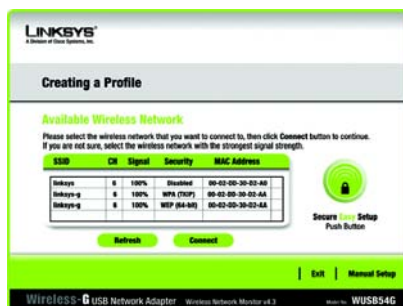 LINKSYS®
A Division of Cisco Systems, Inc.
Creating a Profile
Available Wireless Network
Please select the wireless network that you want to connect to, then click Connect button to continue.
If you are not sure, select the wireless network with the strongest signal strength.
SSID CH Signal Security MAC Address
linksys 6 100% Disabled 00-02-DD-30-D2-A0
linksys-g 6 100% WPA (TKIP) 00-02-DD-30-D2-AA
linksys-g 6 100% WEP (64-bit) 00-02-DD-30-D2-AA
Secure Easy Setup
Push Button
Refresh Connect
Exit Manual Setup
Wireless-G USB Network Adapter Wireless Network Monitor v4.3 Model No. WUSB54G